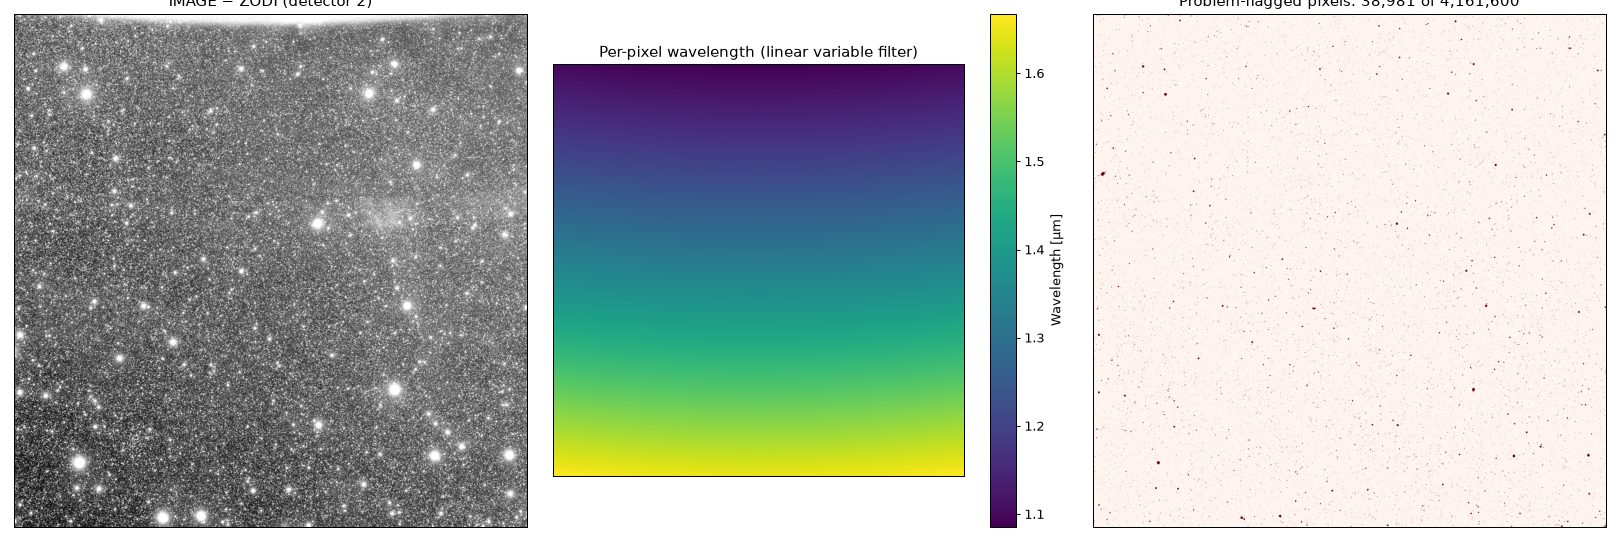 IMAGE − ZODI (detector 2)
Per-pixel wavelength (linear variable filter)
Problem-flagged pixels: 38,981 of 4,161,600
1.6
1.5
1.4
1.3
1.2
1.1
Wavelength [μm]